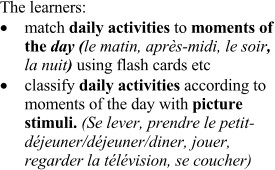 The learners:
• match daily activities to moments of
the day (le matin, après-midi, le soir,
la nuit) using flash cards etc
• classify daily activities according to
moments of the day with picture
stimuli. (Se lever, prendre le petit-
déjeuner/déjeuner/diner, jouer,
regarder la télévision, se coucher)